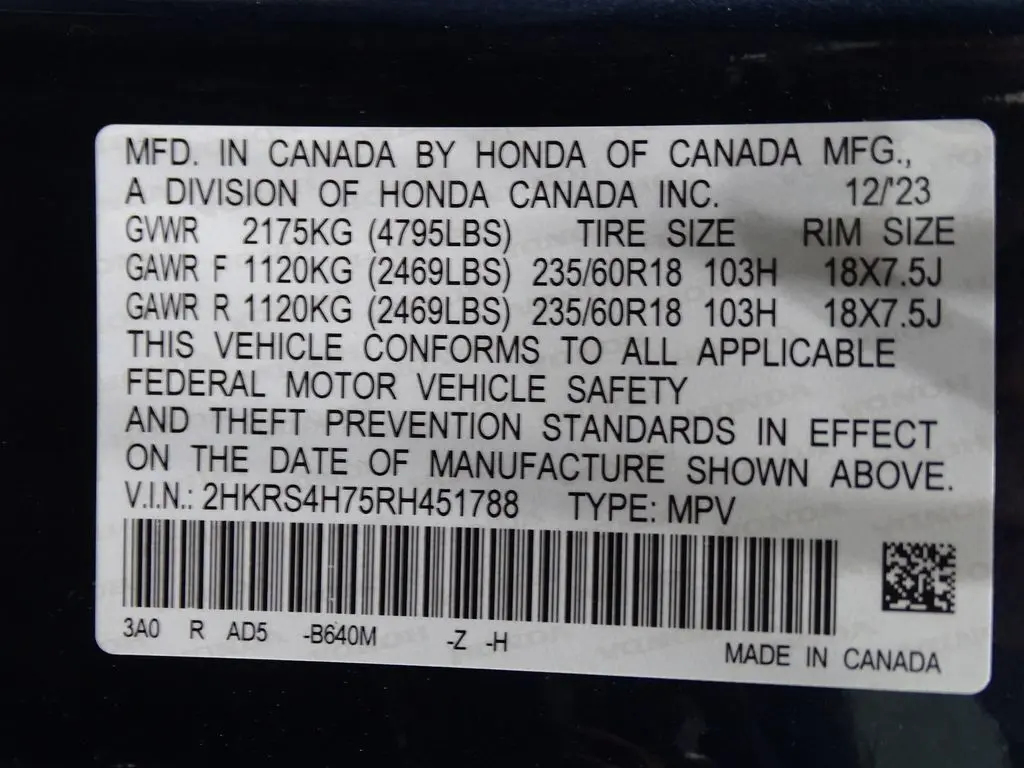 MFD. IN CANADA BY HONDA OF CANADA MFG.,
A DIVISION OF HONDA CANADA INC. 12/'23
GVWR 2175KG (4795LBS) TIRE SIZE RIM SIZE
GAWR F 1120KG (2469LBS) 235/60R18 103H 18X7.5J
GAWR R 1120KG (2469LBS) 235/60R18 103H 18X7.5J
THIS VEHICLE CONFORMS TO ALL APPLICABLE
FEDERAL MOTOR VEHICLE SAFETY
AND THEFT PREVENTION STANDARDS IN EFFECT
ON THE DATE OF MANUFACTURE SHOWN ABOVE.
V.I.N.: 2HKRS4H75RH451788 TYPE: MPV
3A0 R AD5 -B640M -Z -H
MADE IN CANADA